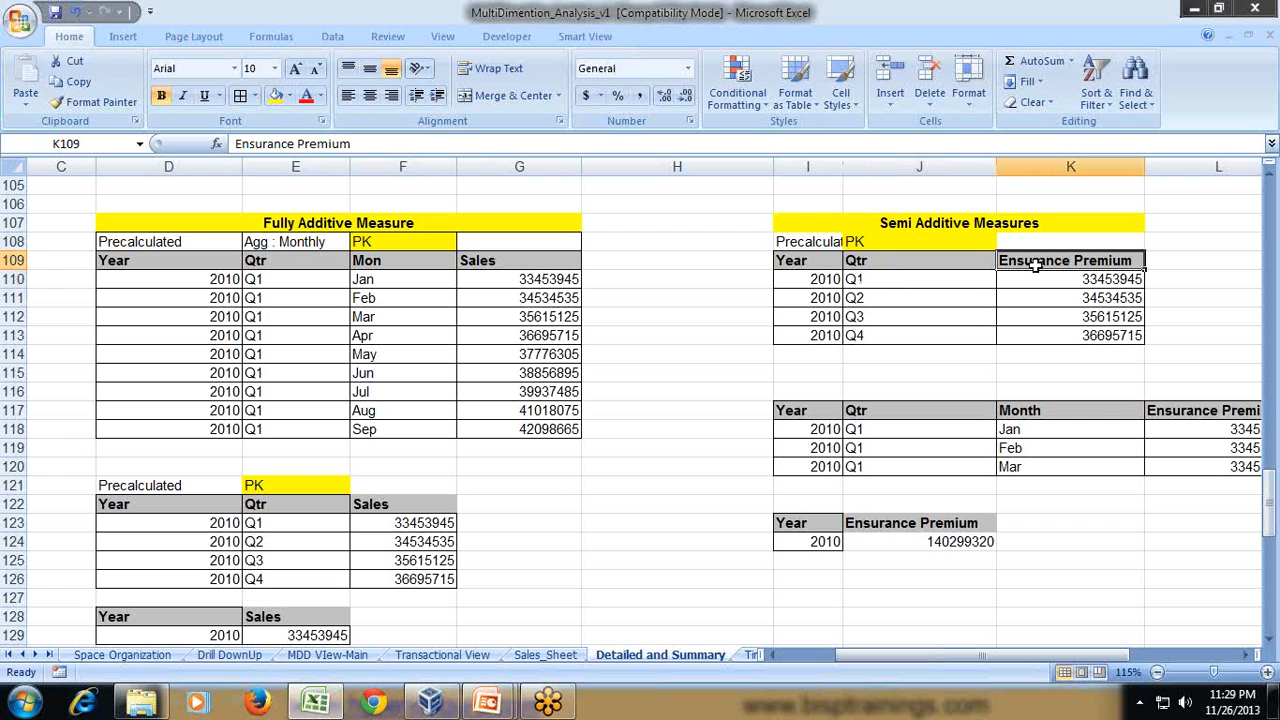 MultiDimention_Analysis_v1 [Compatibility Mode] - Microsoft Excel
Home Insert Page Layout Formulas Data Review View Developer Smart View
Cut Arial 10 Wrap Text General AutoSum
Copy Fill
Paste Format Painter Merge & Center $ % , Conditional Formatting Format as Table Cell Styles Insert Delete Format Clear Sort & Filter Find & Select
Clipboard Font Alignment Number Styles Cells Editing
K109 fx Ensurance Premium
C D E F G H I J K L
105
106
107 Fully Additive Measure Semi Additive Measures
108 Precalculated Agg : Monthly PK Precalculat PK
109 Year Qtr Mon Sales Year Qtr Ensurance Premium
110 2010 Q1 Jan 33453945 2010 Q1 33453945
111 2010 Q1 Feb 34534535 2010 Q2 34534535
112 2010 Q1 Mar 35615125 2010 Q3 35615125
113 2010 Q1 Apr 36695715 2010 Q4 36695715
114 2010 Q1 May 37776305
115 2010 Q1 Jun 38856895
116 2010 Q1 Jul 39937485
117 2010 Q1 Aug 41018075 Year Qtr Month Ensurance Premi
118 2010 Q1 Sep 42098665 2010 Q1 Jan 3345
119 2010 Q1 Feb 3345
120 2010 Q1 Mar 3345
121 Precalculated PK
122 Year Qtr Sales
123 2010 Q1 33453945 Year Ensurance Premium
124 2010 Q2 34534535 2010 140299320
125 2010 Q3 35615125
126 2010 Q4 36695715
127
128 Year Sales
129 2010 33453945
Space Organization Drill DownUp MDD VIew-Main Transactional View Sales_Sheet Detailed and Summary Tir
Ready 115%
11:29 PM
11/26/2013